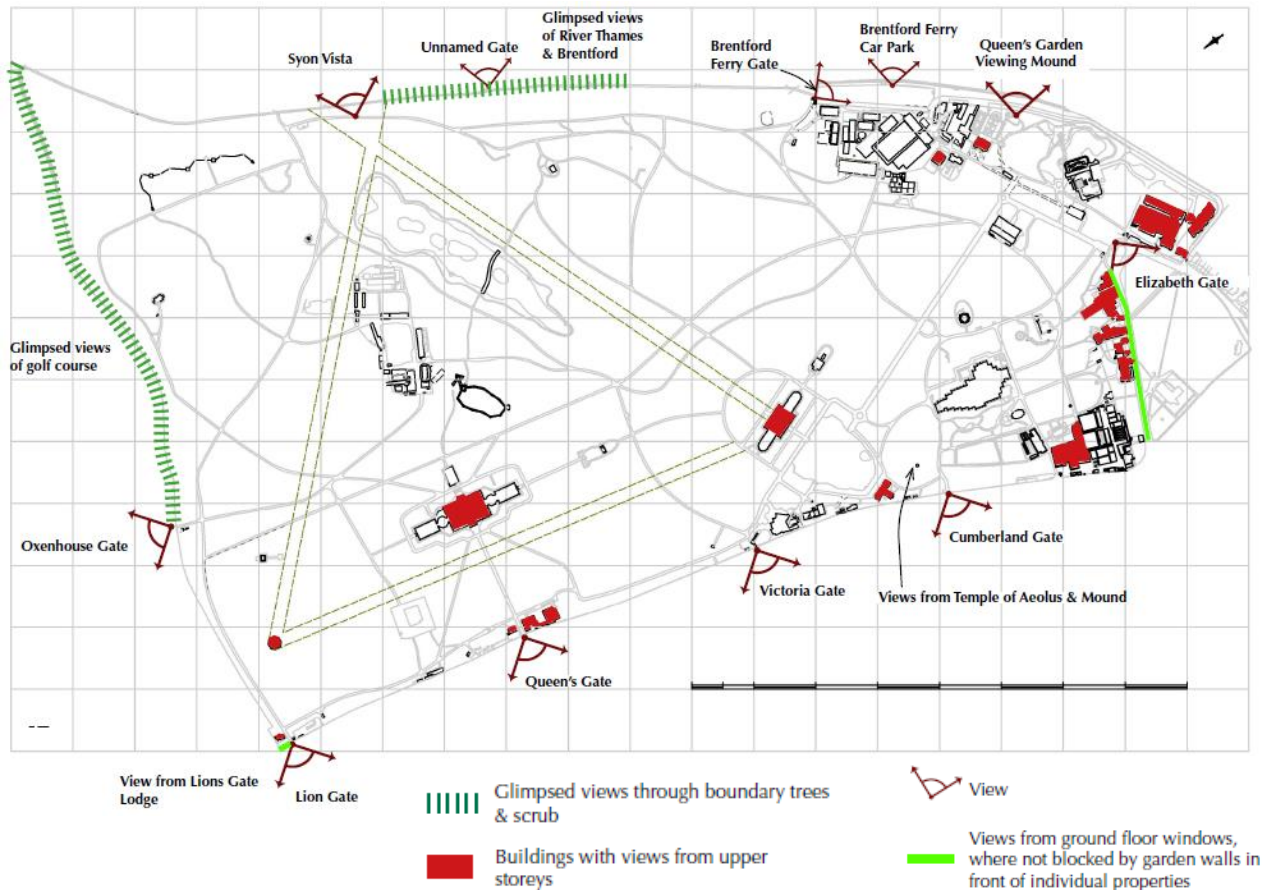 Glimpsed views
of River Thames
& Brentford
Syon Vista
Unnamed Gate
Brentford
Ferry Gate
Brentford Ferry
Car Park
Queen's Garden
Viewing Mound
Elizabeth Gate
Glimpsed views
of golf course
Oxenhouse Gate
Cumberland Gate
Victoria Gate
Views from Temple of Aeolus & Mound
Queen's Gate
View from Lions Gate
Lodge
Lion Gate
Glimpsed views through boundary trees
& scrub
Buildings with views from upper
storeys
View
Views from ground floor windows,
where not blocked by garden walls in
front of individual properties